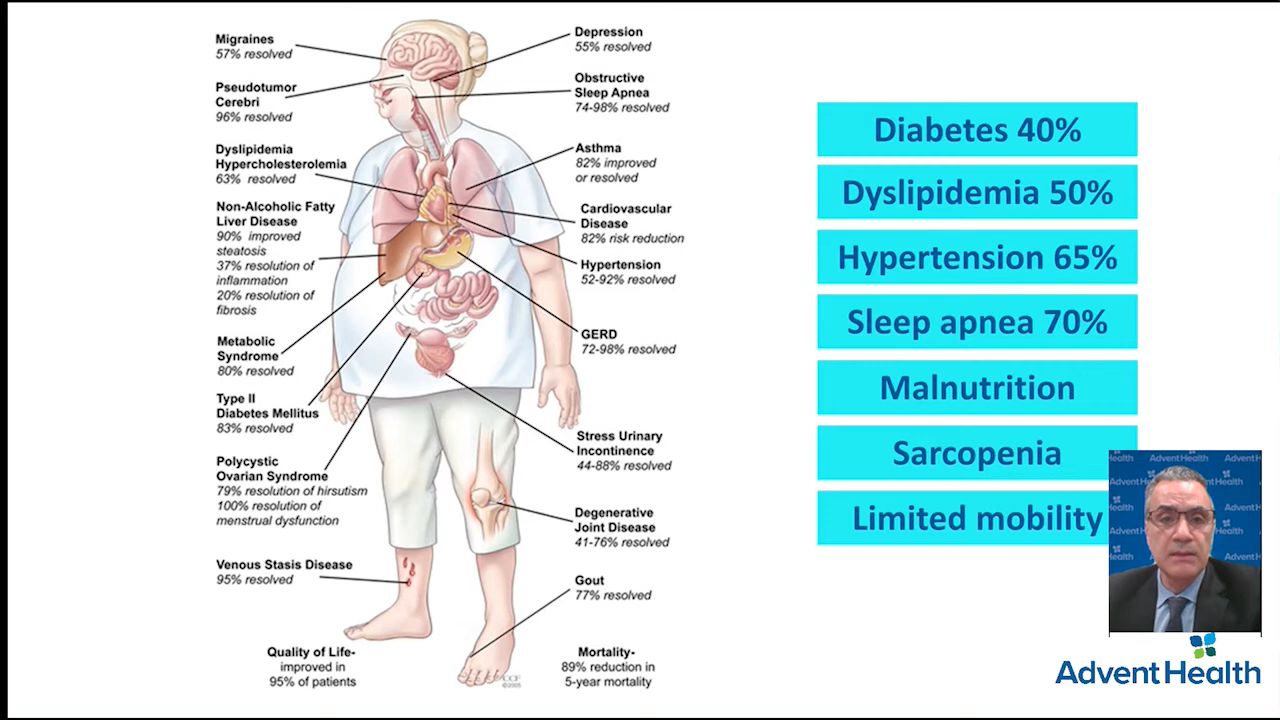 Migraines
57% resolved
Pseudotumor
Cerebri
96% resolved
Dyslipidemia
Hypercholesterolemia
63% resolved
Non-Alcoholic Fatty
Liver Disease
90% improved
steatosis
37% resolution of
inflammation
20% resolution of
fibrosis
Metabolic
Syndrome
80% resolved
Type II
Diabetes Mellitus
83% resolved
Polycystic
Ovarian Syndrome
79% resolution of hirsutism
100% resolution of
menstrual dysfunction
Venous Stasis Disease
95% resolved
Quality of Life-
improved in
95% of patients
Depression
55% resolved
Obstructive
Sleep Apnea
74-98% resolved
Asthma
82% improved
or resolved
Cardiovascular
Disease
82% risk reduction
Hypertension
52-92% resolved
GERD
72-98% resolved
Stress Urinary
Incontinence
44-88% resolved
Degenerative
Joint Disease
41-76% resolved
Gout
77% resolved
Mortality-
89% reduction in
5-year mortality
CCF
©2005
Diabetes 40%
Dyslipidemia 50%
Hypertension 65%
Sleep apnea 70%
Malnutrition
Sarcopenia
Limited mobility
AdventHealth